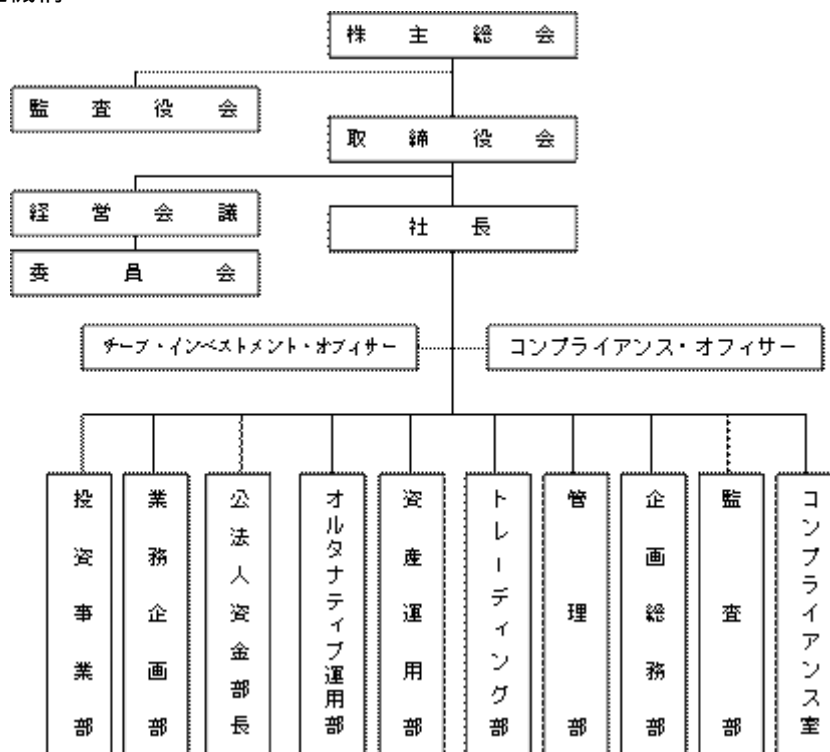 株主総会
監査役会
取締役会
経営会議
社長
委員会
チーフ・インベストメント・オフィサー
コンプライアンス・オフィサー
投資事業部
業務企画部
公法人資金部長
オルタナティブ運用部
資産運用部
トレーディング部
管理部
企画総務部
監査部
コンプライアンス室